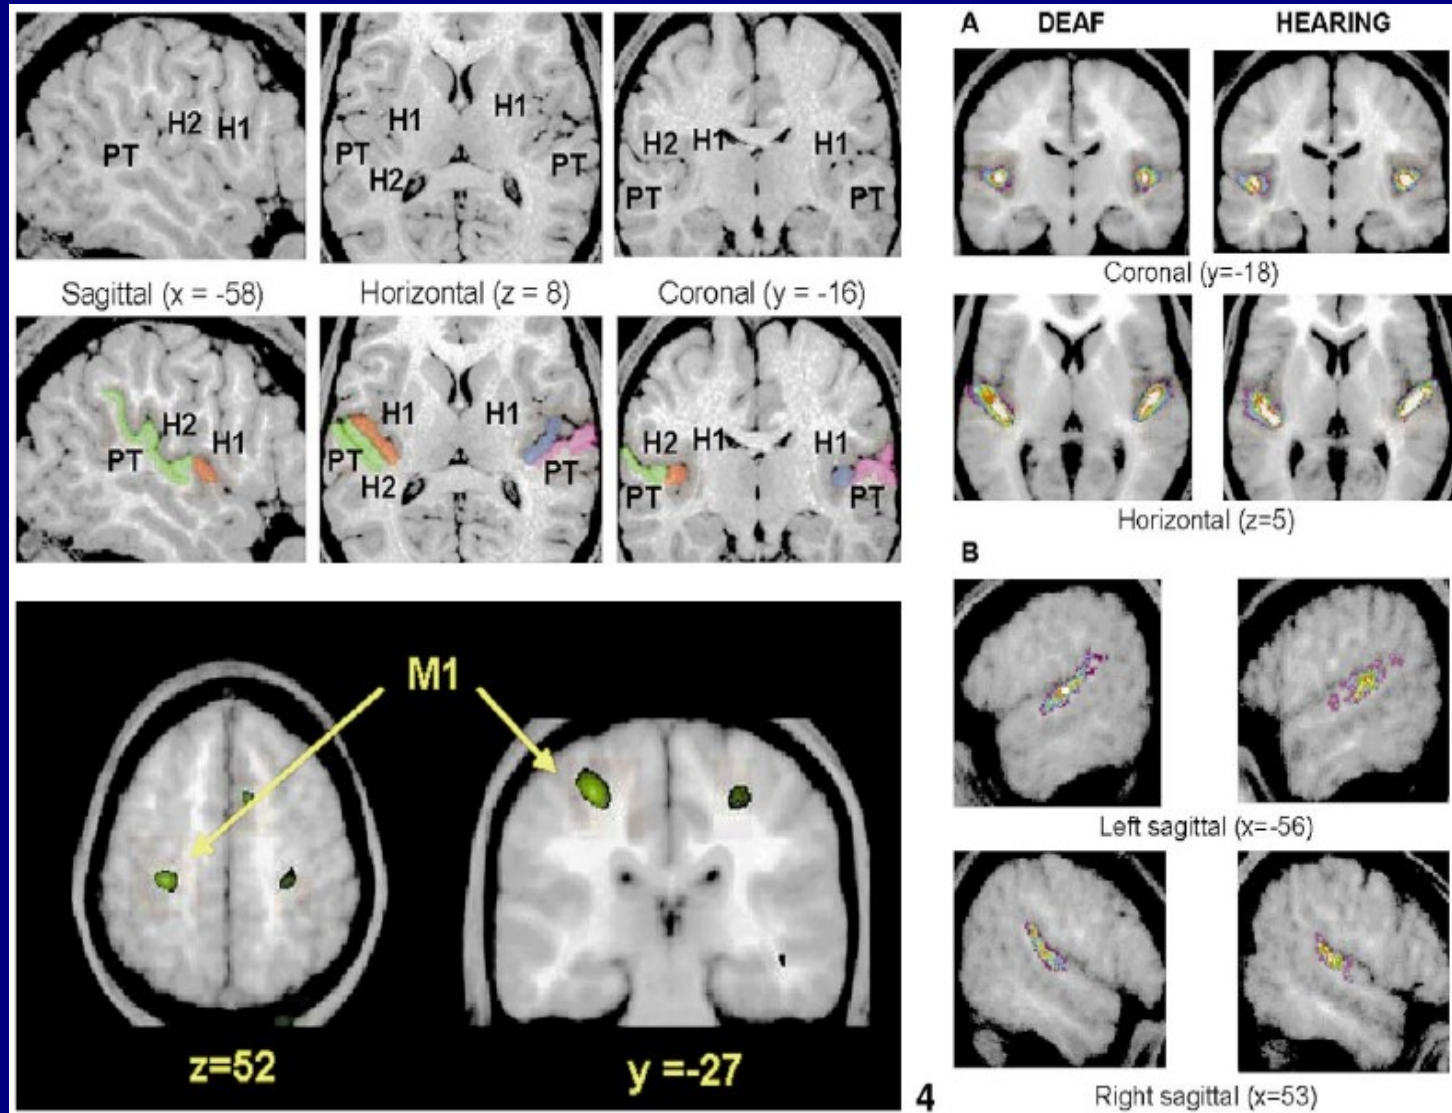 H2 H1
PT
H1 H1
PT PT
H2
H2 H1 H1
PT PT
Sagittal (x = -58) Horizontal (z = 8) Coronal (y = -16)
H2 H1
PT
H1 H1
PT PT
H2
H2 H1 H1
PT PT
M1
z=52 y =-27
4
A DEAF HEARING
Coronal (y=-18)
Horizontal (z=5)
B
Left sagittal (x=-56)
Right sagittal (x=53)